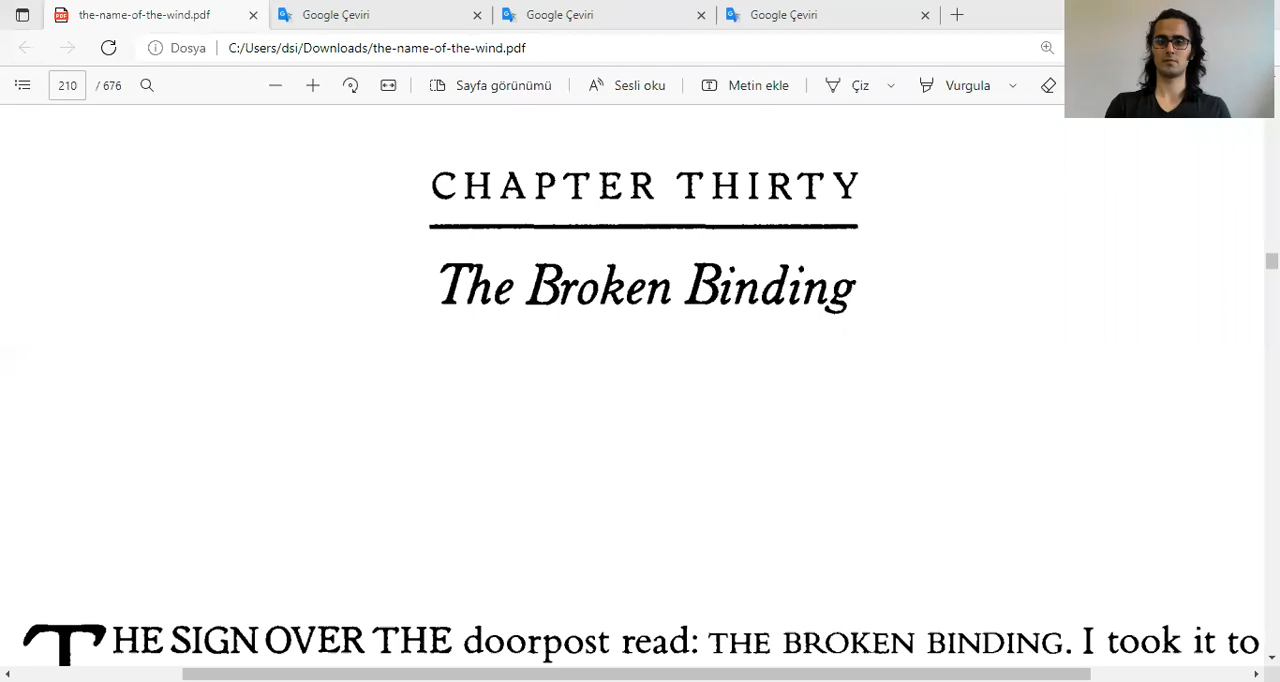 the-name-of-the-wind.pdf Google Çeviri Google Çeviri Google Çeviri
Dosya C:/Users/dsi/Downloads/the-name-of-the-wind.pdf
210 / 676 Sayfa görünümü Sesli oku Metin ekle Çiz Vurgula
CHAPTER THIRTY
The Broken Binding
THE SIGN OVER THE doorpost read: THE BROKEN BINDING. I took it to